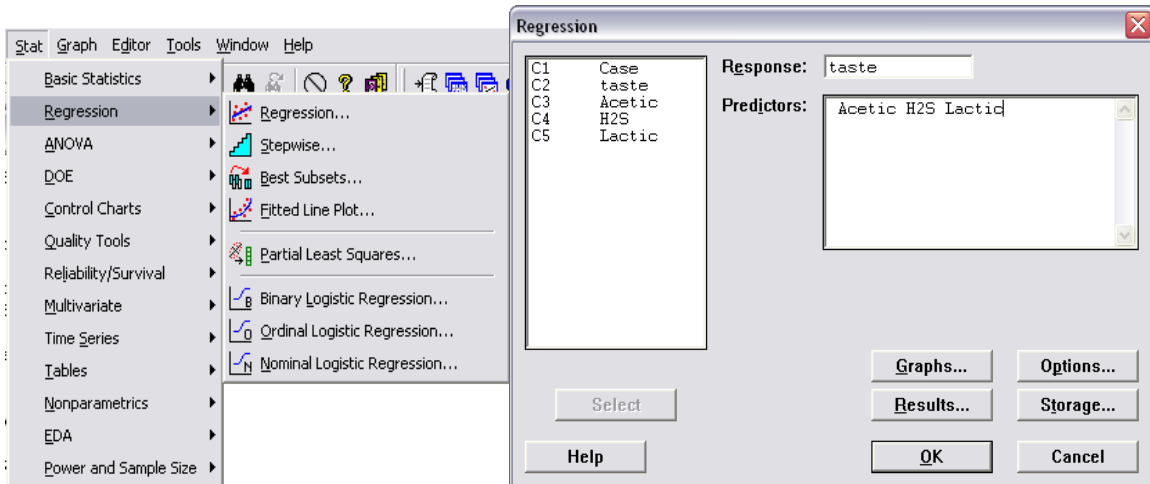 Stat Graph Editor Tools Window Help
Basic Statistics
Regression
ANOVA
DOE
Control Charts
Quality Tools
Reliability/Survival
Multivariate
Time Series
Tables
Nonparametrics
EDA
Power and Sample Size
Regression...
Stepwise...
Best Subsets...
Fitted Line Plot...
Partial Least Squares...
Binary Logistic Regression...
Ordinal Logistic Regression...
Nominal Logistic Regression...
Regression
C1 Case
C2 taste
C3 Acetic
C4 H2S
C5 Lactic
Response: taste
Predictors: Acetic H2S Lactic
Graphs... Options...
Select Results... Storage...
Help OK Cancel